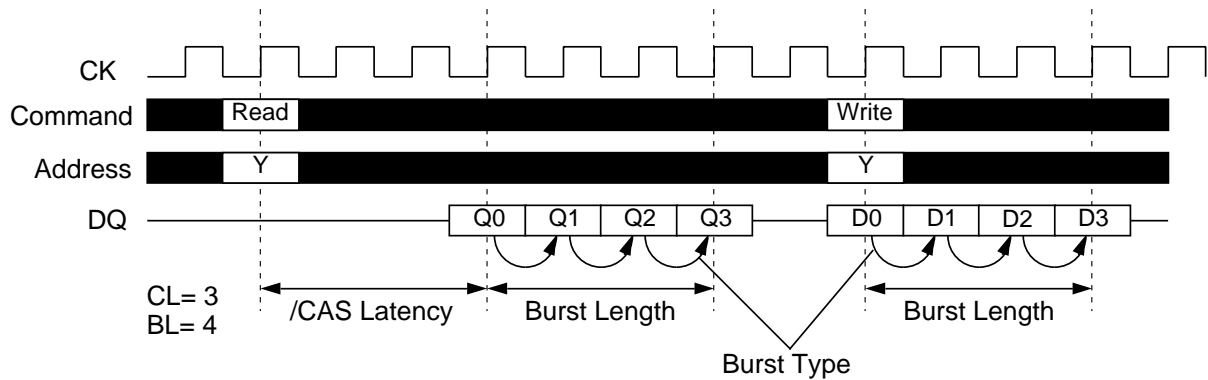 CK
Command Read Write
Address Y Y
DQ Q0 Q1 Q2 Q3 D0 D1 D2 D3
CL= 3
BL= 4
/CAS Latency Burst Length Burst Length
Burst Type